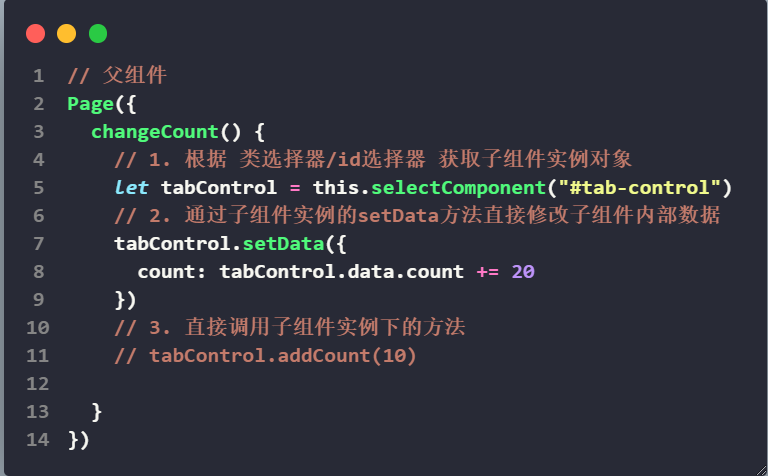 1 // 父组件
2 Page({
3   changeCount() {
4     // 1. 根据 类选择器/id选择器 获取子组件实例对象
5     let tabControl = this.selectComponent("#tab-control")
6     // 2. 通过子组件实例的setData方法直接修改子组件内部数据
7     tabControl.setData({
8       count: tabControl.data.count += 20
9     })
10     // 3. 直接调用子组件实例下的方法
11     // tabControl.addCount(10)
12
13   }
14 })